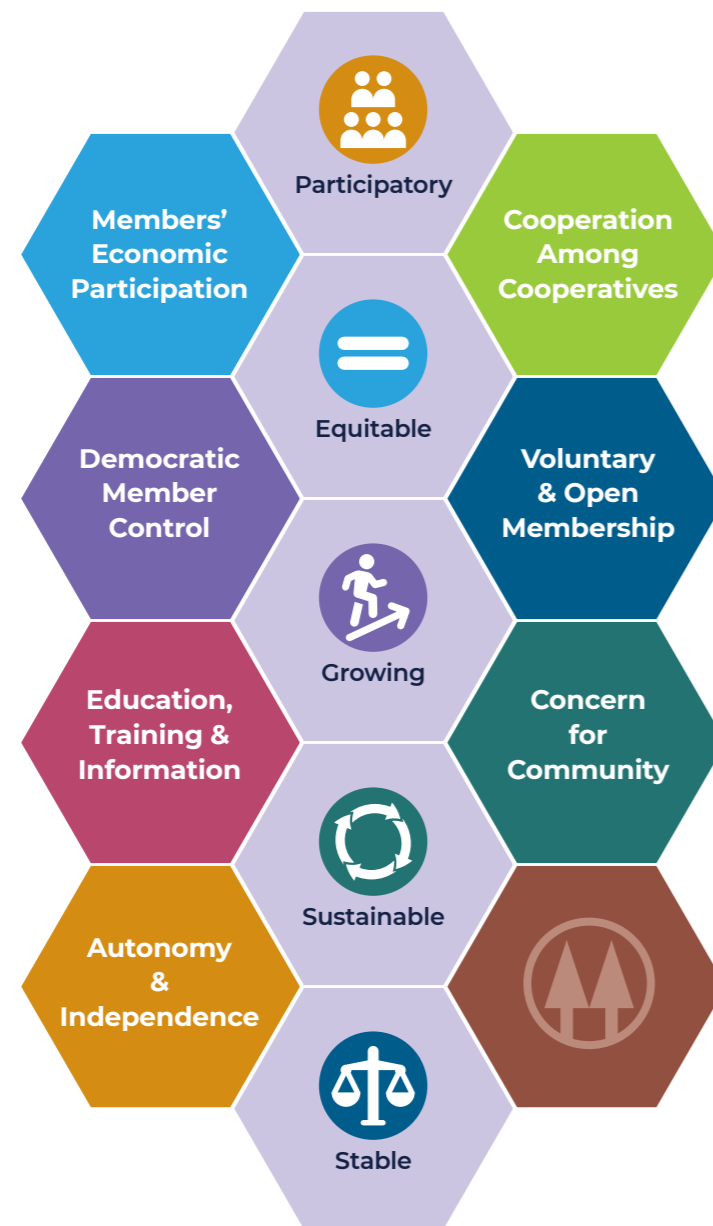 Participatory
Members’
Economic
Participation
Cooperation
Among
Cooperatives
Equitable
Democratic
Member
Control
Voluntary
& Open
Membership
Growing
Education,
Training &
Information
Concern
for
Community
Sustainable
Autonomy
&
Independence
Stable